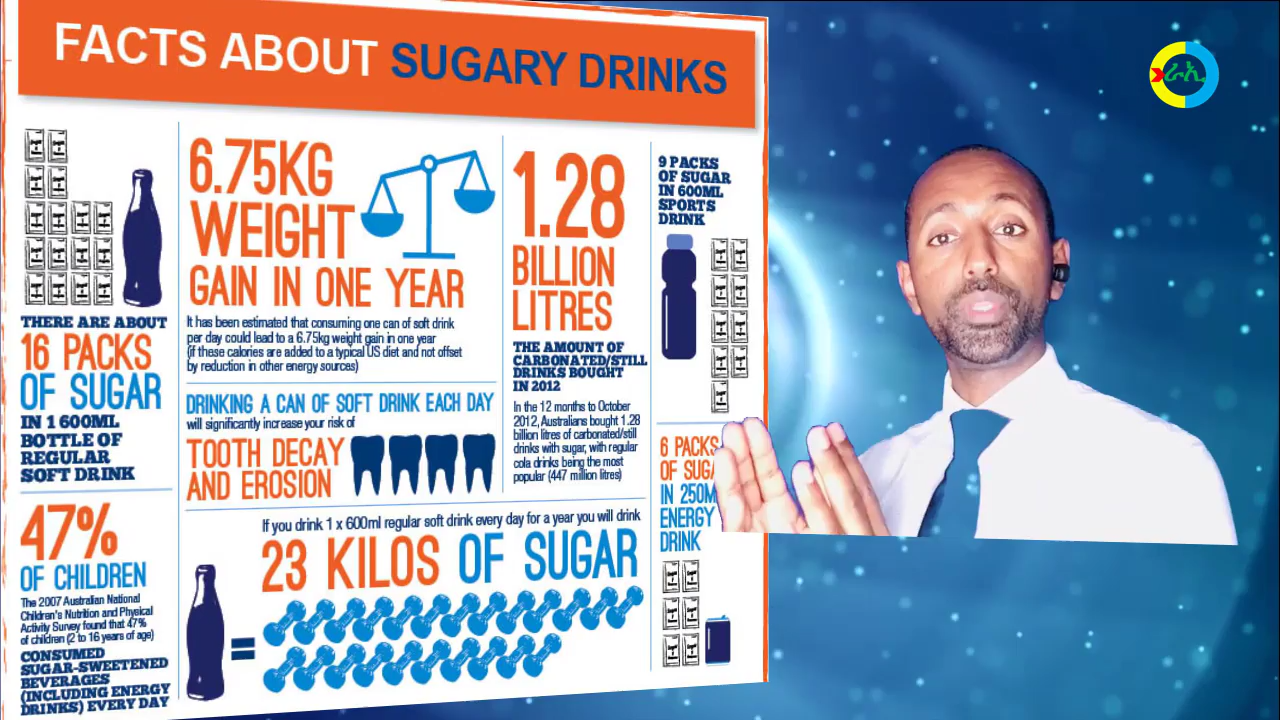 FACTS ABOUT SUGARY DRINKS
THERE ARE ABOUT
16 PACKS
OF SUGAR
IN 1 600ML
BOTTLE OF
REGULAR
SOFT DRINK
47%
OF CHILDREN
The 2007 Australian National
Children's Nutrition and Physical
Activity Survey found that 47%
of children (2 to 16 years of age)
CONSUMED
SUGAR-SWEETENED
BEVERAGES
(INCLUDING ENERGY
DRINKS) EVERY DAY
6.75KG
WEIGHT
GAIN IN ONE YEAR
It has been estimated that consuming one can of soft drink
per day could lead to a 6.75kg weight gain in one year
(if these calories are added to a typical US diet and not offset
by reduction in other energy sources)
DRINKING A CAN OF SOFT DRINK EACH DAY
will significantly increase your risk of
TOOTH DECAY
AND EROSION
1.28
BILLION
LITRES
THE AMOUNT OF
CARBONATED/STILL
DRINKS BOUGHT
IN 2012
In the 12 months to October
2012, Australians bought 1.28
billion litres of carbonated/still
drinks with sugar, with regular
cola drinks being the most
popular (447 million litres)
If you drink 1 x 600ml regular soft drink every day for a year you will drink
23 KILOS OF SUGAR
=
9 PACKS
OF SUGAR
IN 600ML
SPORTS
DRINK
6 PACKS
OF SUGA
IN 250M
ENERGY
DRINK